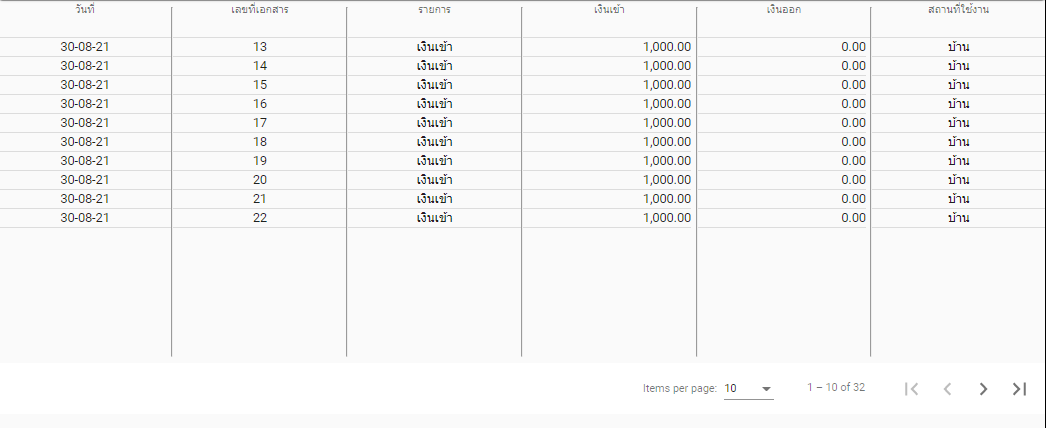 วันที่ เลขที่เอกสาร รายการ เงินเข้า เงินออก สถานที่ใช้งาน
30-08-21 13 เงินเข้า 1,000.00 0.00 บ้าน
30-08-21 14 เงินเข้า 1,000.00 0.00 บ้าน
30-08-21 15 เงินเข้า 1,000.00 0.00 บ้าน
30-08-21 16 เงินเข้า 1,000.00 0.00 บ้าน
30-08-21 17 เงินเข้า 1,000.00 0.00 บ้าน
30-08-21 18 เงินเข้า 1,000.00 0.00 บ้าน
30-08-21 19 เงินเข้า 1,000.00 0.00 บ้าน
30-08-21 20 เงินเข้า 1,000.00 0.00 บ้าน
30-08-21 21 เงินเข้า 1,000.00 0.00 บ้าน
30-08-21 22 เงินเข้า 1,000.00 0.00 บ้าน
Items per page: 10 1 – 10 of 32